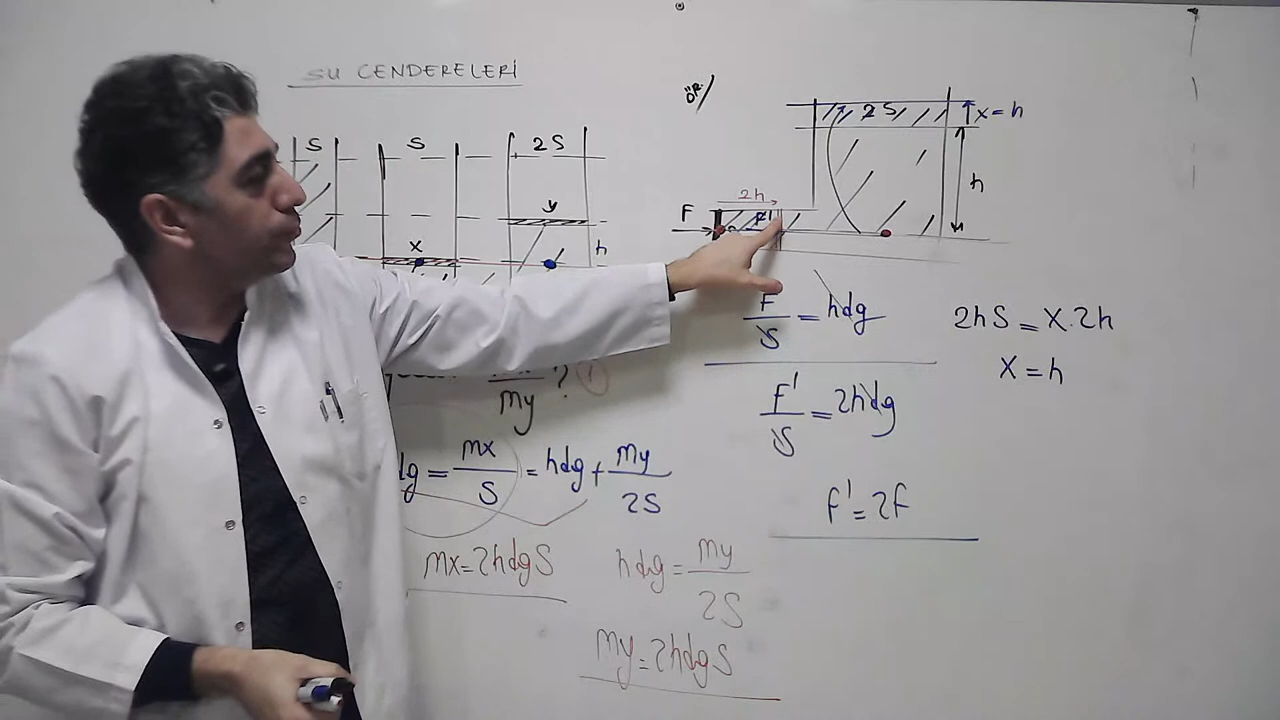 SU CENDERELERİ
S S 2S
y
x
h
my ?
dg = mx/S = hdg + my/2S
mx=2hdgS
hdg = my/2S
my=2hdgS
ÖR/
2S x=h
h
2h
F F'
F/S = hdg
2hS = X.2h
X = h
F'/S = 2hdg
F' = 2F